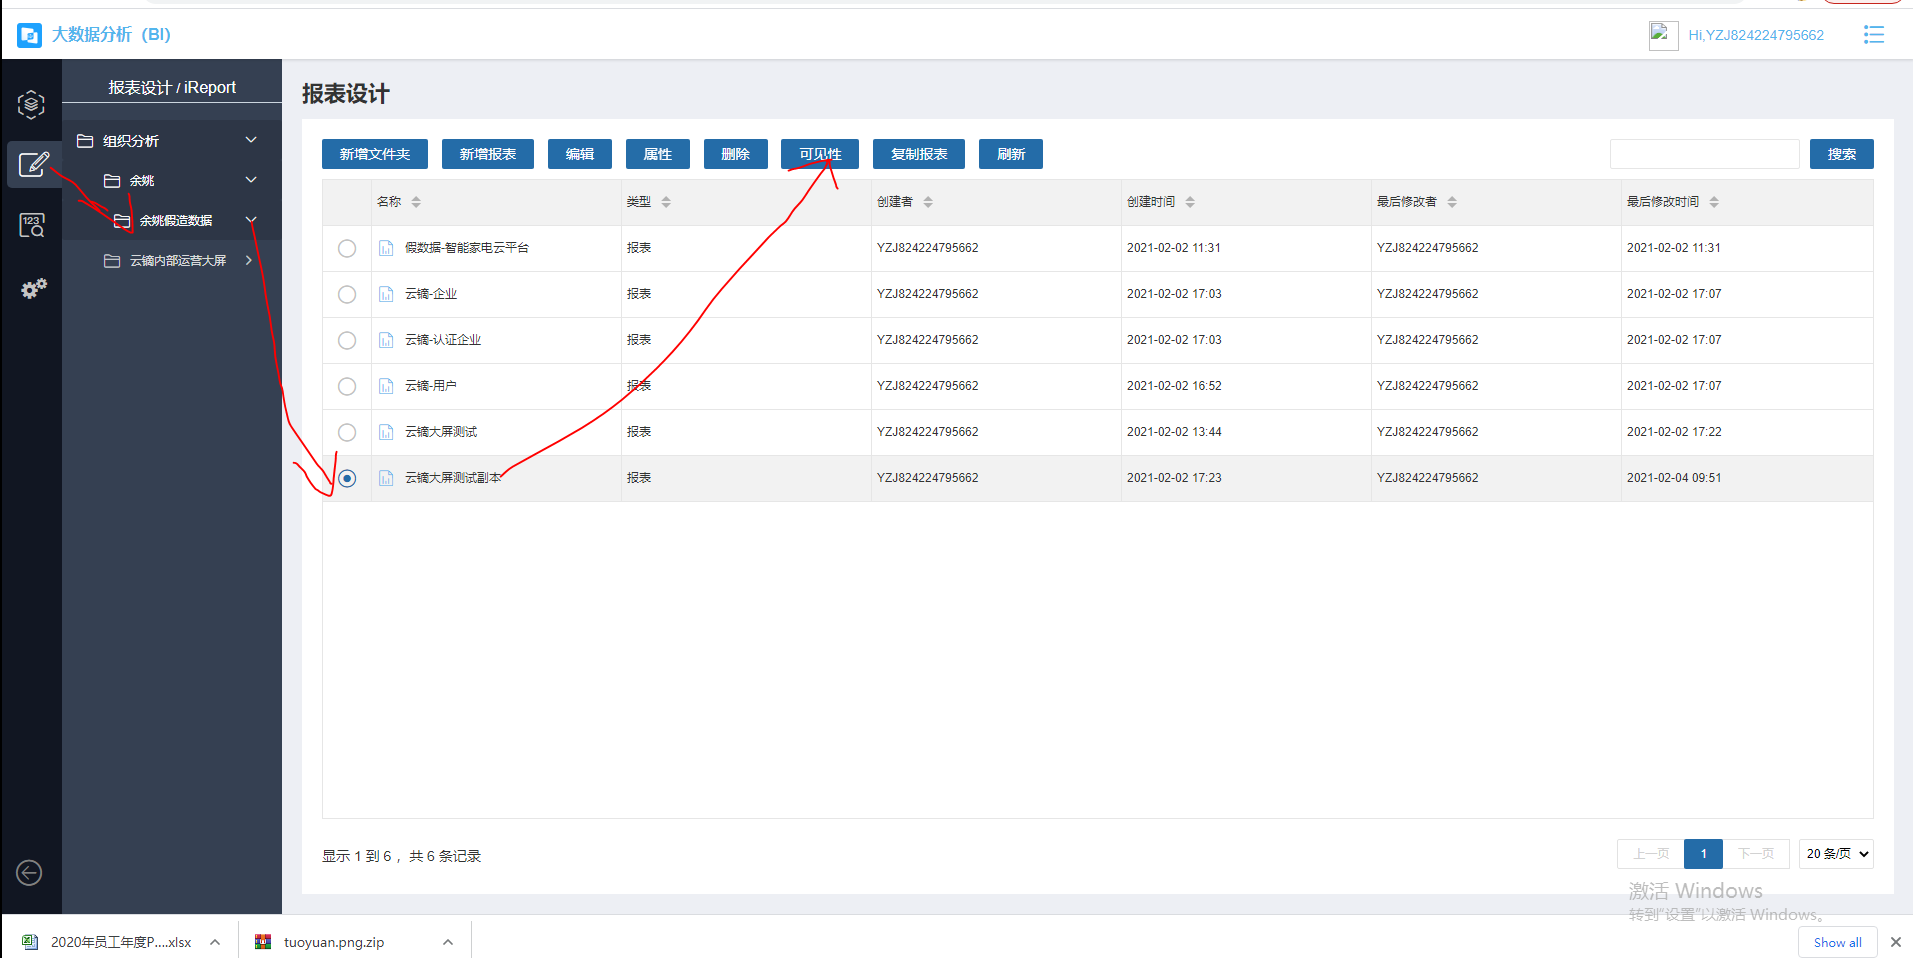 大数据分析（BI）
Hi,YZJ824224795662
报表设计 / iReport
组织分析
余姚
余姚假造数据
云镝内部运营大屏
123
报表设计
新增文件夹 新增报表 编辑 属性 删除 可见性 复制报表 刷新 搜索
名称 类型 创建者 创建时间 最后修改者 最后修改时间
假数据-智能家电云平台 报表 YZJ824224795662 2021-02-02 11:31 YZJ824224795662 2021-02-02 11:31
云镝-企业 报表 YZJ824224795662 2021-02-02 17:03 YZJ824224795662 2021-02-02 17:07
云镝-认证企业 报表 YZJ824224795662 2021-02-02 17:03 YZJ824224795662 2021-02-02 17:07
云镝-用户 报表 YZJ824224795662 2021-02-02 16:52 YZJ824224795662 2021-02-02 17:07
云镝大屏测试 报表 YZJ824224795662 2021-02-02 13:44 YZJ824224795662 2021-02-02 17:22
云镝大屏测试副本 报表 YZJ824224795662 2021-02-02 17:23 YZJ824224795662 2021-02-04 09:51
显示 1 到 6 ，共 6 条记录
上一页 1 下一页 20 条/页
激活 Windows
转到“设置”以激活 Windows。
2020年员工年度P....xlsx
tuoyuan.png.zip
Show all